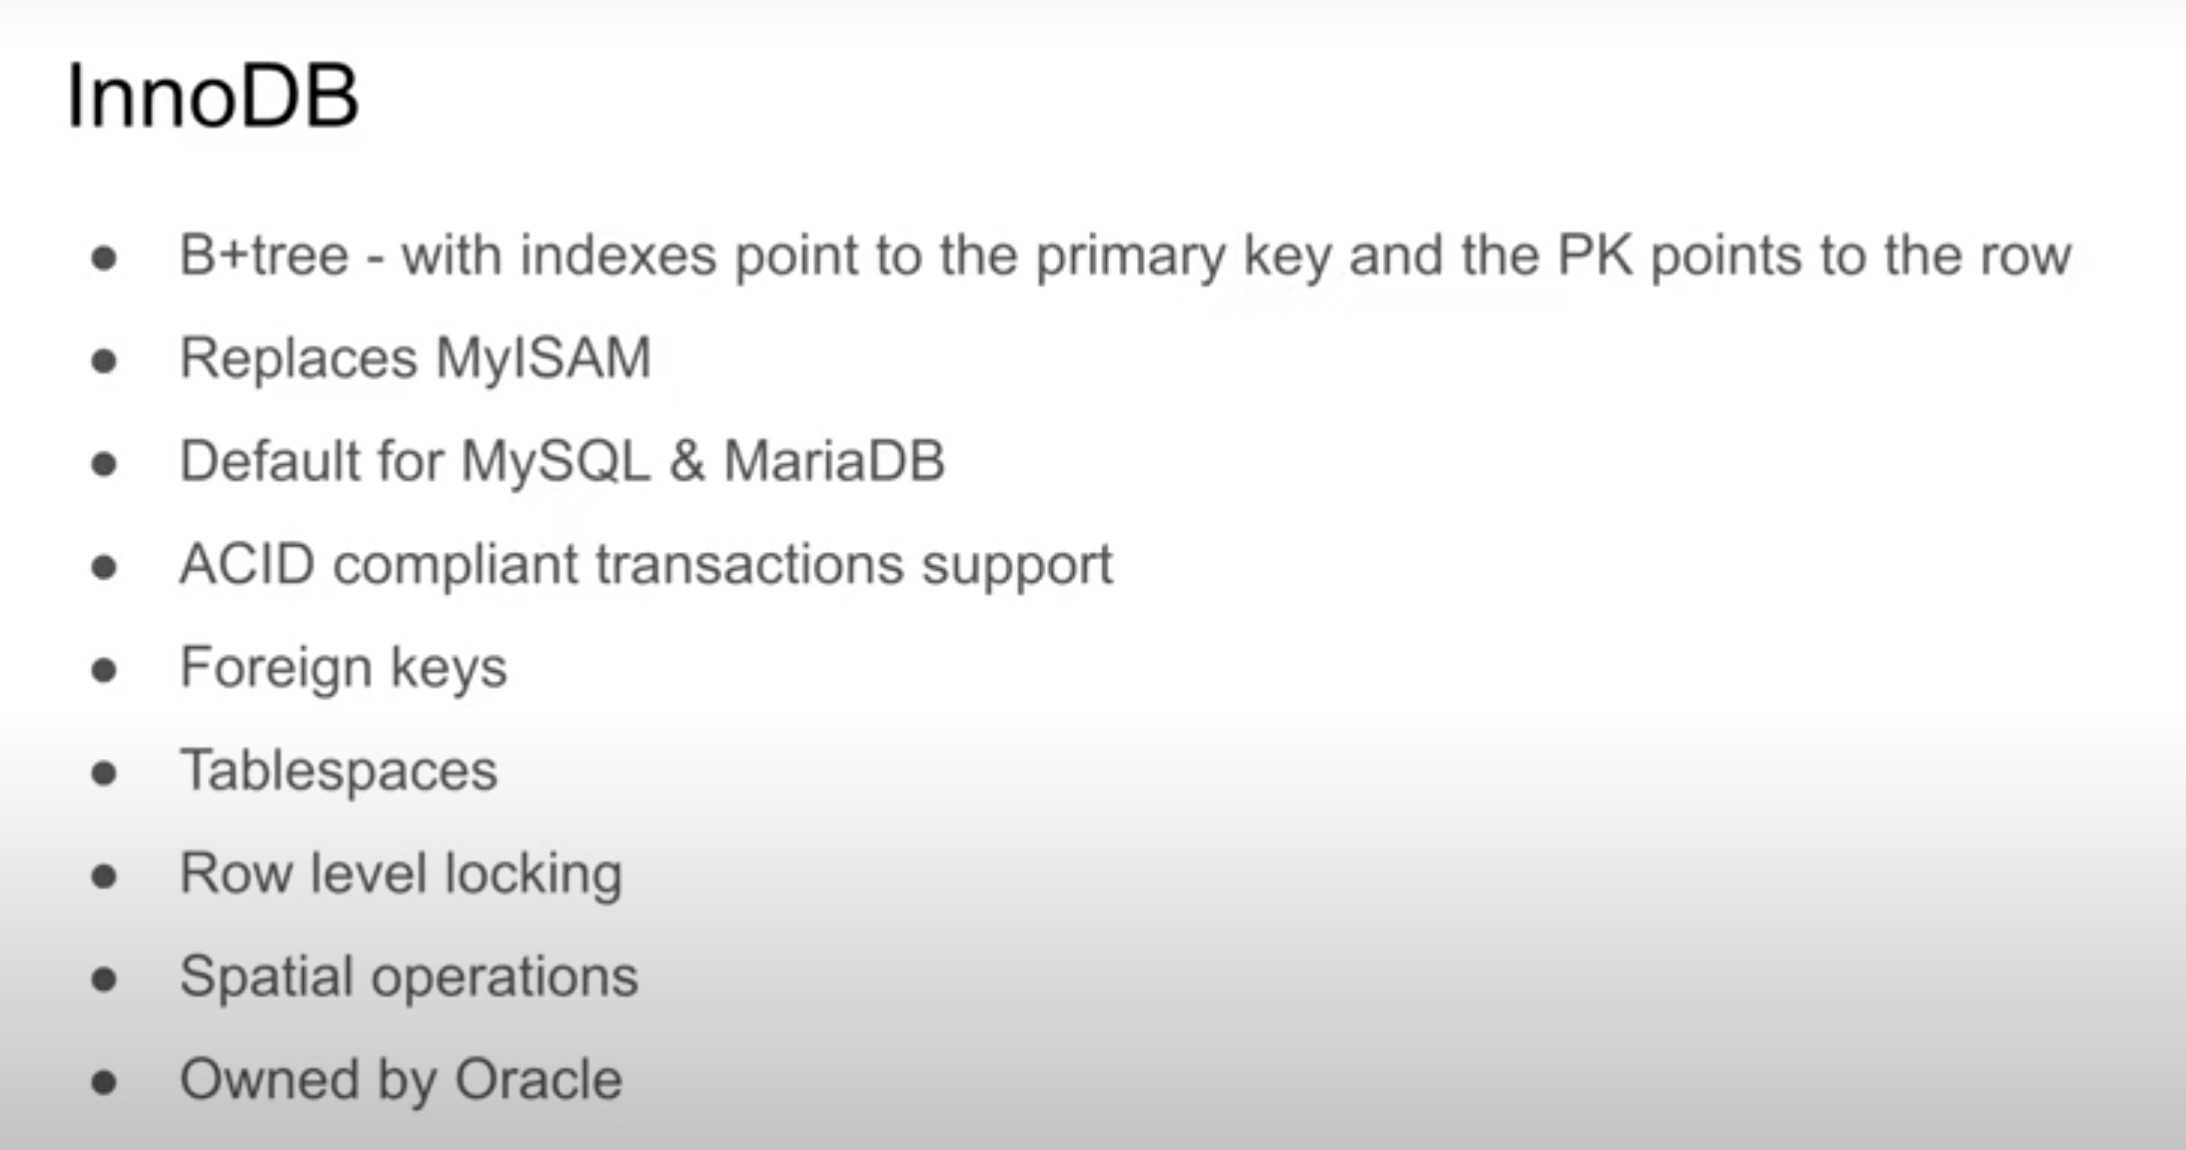 InnoDB
● B+tree - with indexes point to the primary key and the PK points to the row
● Replaces MyISAM
● Default for MySQL & MariaDB
● ACID compliant transactions support
● Foreign keys
● Tablespaces
● Row level locking
● Spatial operations
● Owned by Oracle